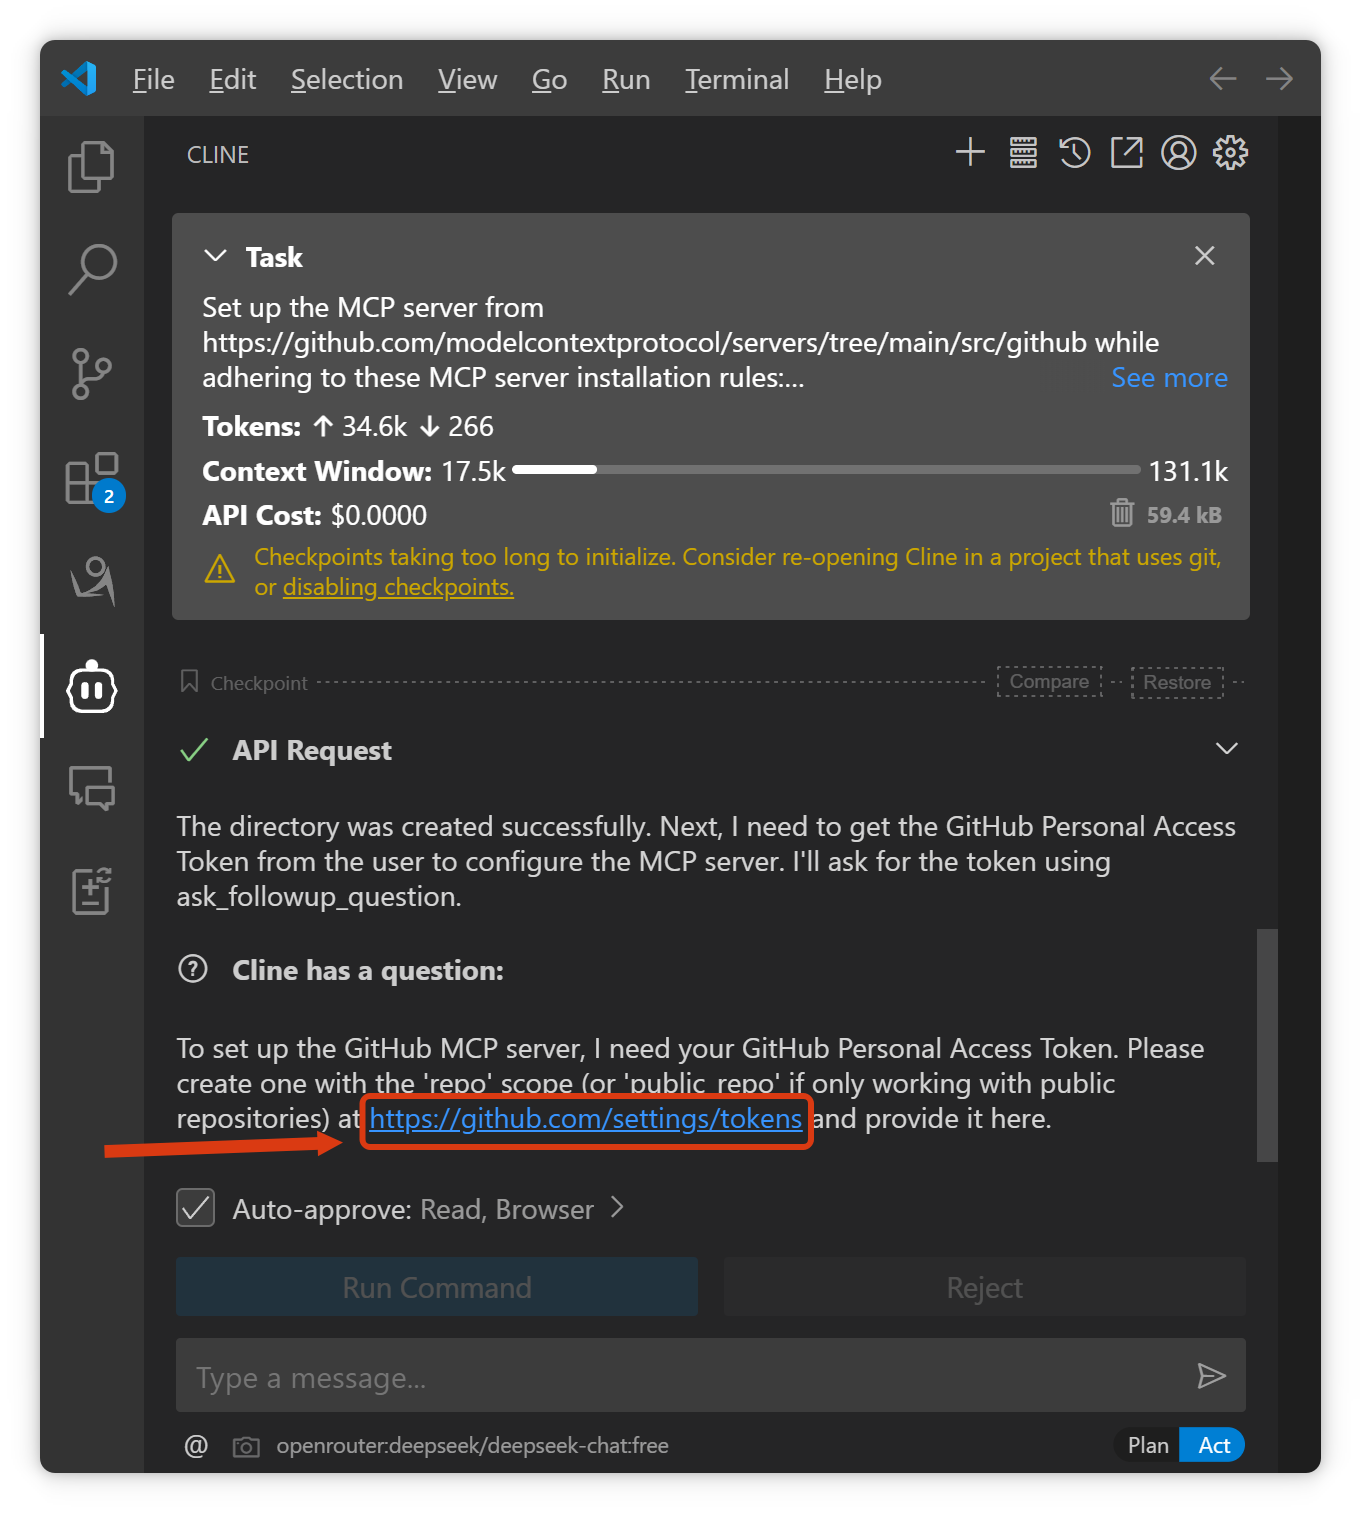 File Edit Selection View Go Run Terminal Help
CLINE
Task
Set up the MCP server from
https://github.com/modelcontextprotocol/servers/tree/main/src/github while
adhering to these MCP server installation rules:... See more
Tokens: ↑ 34.6k ↓ 266
Context Window: 17.5k 131.1k
API Cost: $0.0000 59.4 kB
Checkpoints taking too long to initialize. Consider re-opening Cline in a project that uses git,
or disabling checkpoints.
2
Checkpoint Compare Restore
API Request
The directory was created successfully. Next, I need to get the GitHub Personal Access
Token from the user to configure the MCP server. I'll ask for the token using
ask_followup_question.
Cline has a question:
To set up the GitHub MCP server, I need your GitHub Personal Access Token. Please
create one with the 'repo' scope (or 'public_repo' if only working with public
repositories) at https://github.com/settings/tokens and provide it here.
Auto-approve: Read, Browser
Run Command Reject
Type a message...
@ openrouter:deepseek/deepseek-chat:free Plan Act